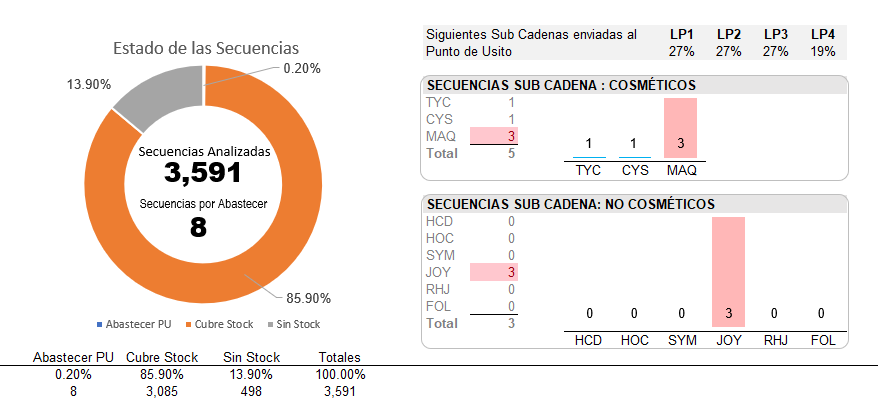 Estado de las Secuencias
0.20%
13.90%
Secuencias Analizadas
3,591
Secuencias por Abastecer
8
85.90%
Abastecer PU Cubre Stock Sin Stock
Abastecer PU Cubre Stock Sin Stock Totales
0.20% 85.90% 13.90% 100.00%
8 3,085 498 3,591
Siguientes Sub Cadenas enviadas al LP1 LP2 LP3 LP4
Punto de Usito 27% 27% 27% 19%
SECUENCIAS SUB CADENA : COSMÉTICOS
TYC 1
CYS 1
MAQ 3
Total 5
1 1 3
TYC CYS MAQ
SECUENCIAS SUB CADENA: NO COSMÉTICOS
HCD 0
HOC 0
SYM 0
JOY 3
RHJ 0
FOL 0
Total 3
0 0 0 3 0 0
HCD HOC SYM JOY RHJ FOL